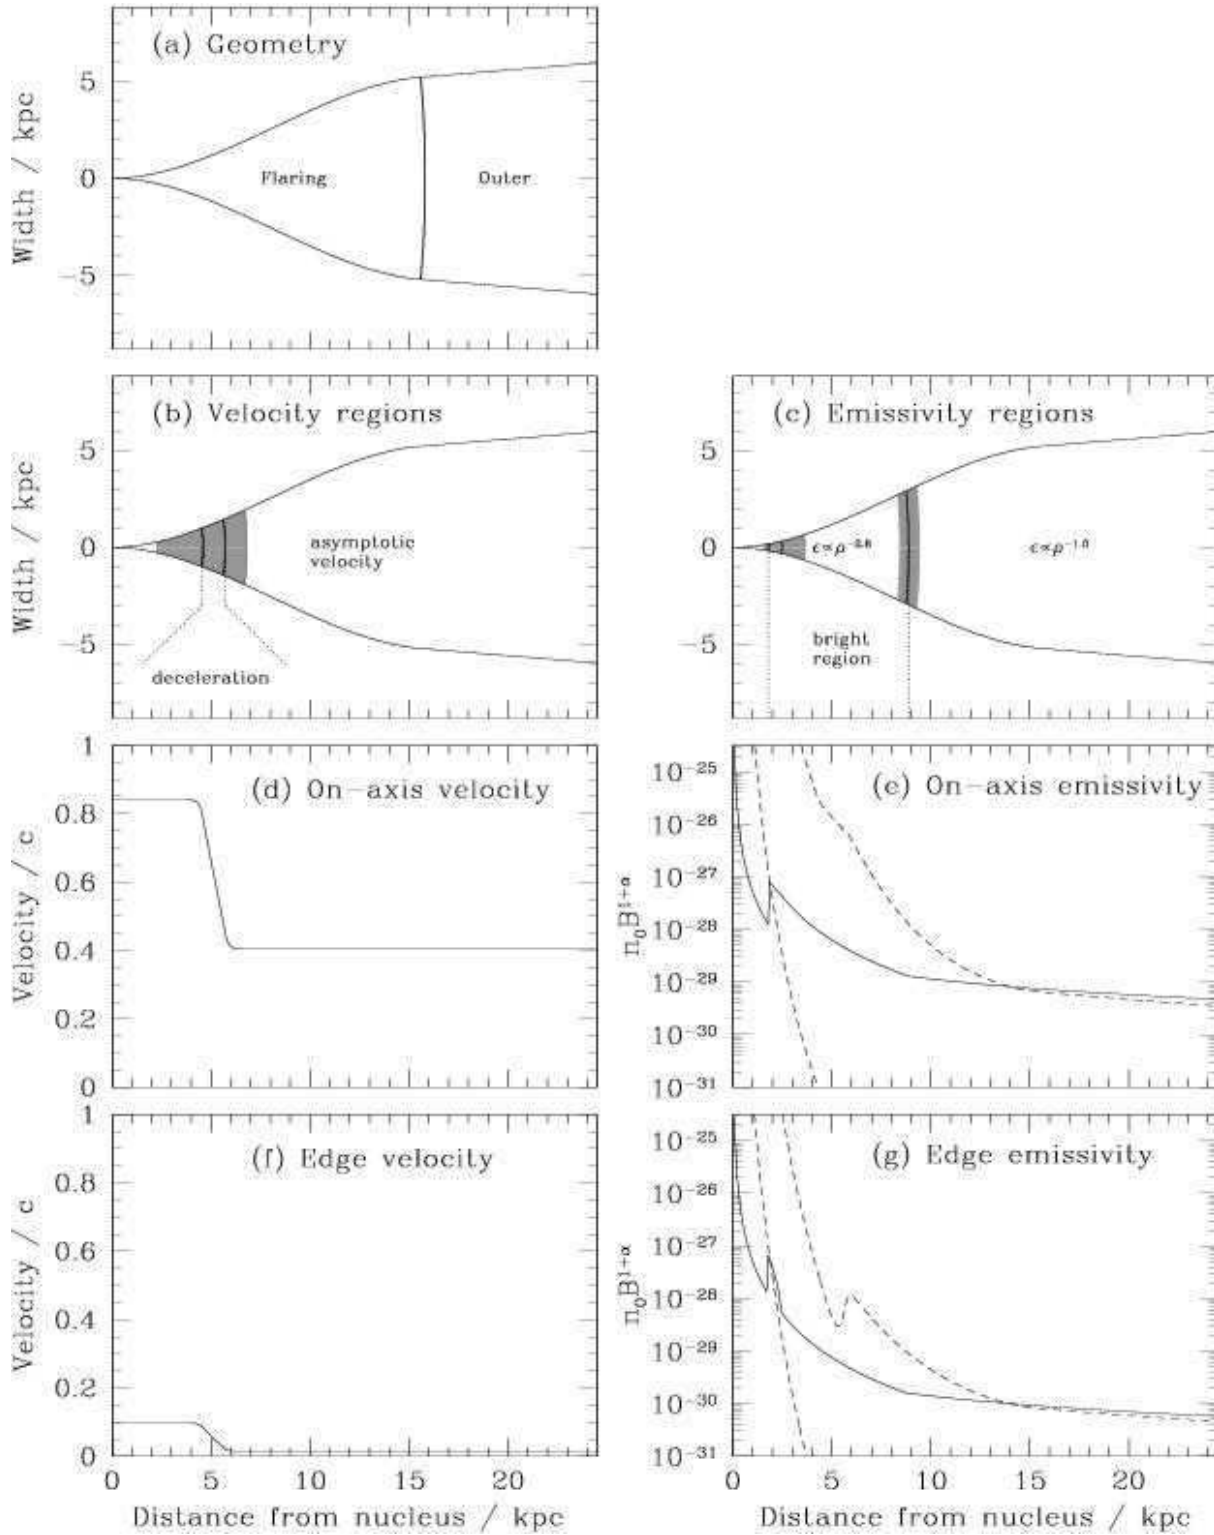 (a) Geometry
Width / kpc
5
0
−5
Flaring
Outer
(b) Velocity regions
Width / kpc
5
0
−5
asymptotic
velocity
deceleration
(c) Emissivity regions
Width / kpc
5
0
−5
bright
region
(d) On−axis velocity
Velocity / c
1
0.8
0.6
0.4
0.2
0
(e) On−axis emissivity
n₀B¹⁺ᵅ
10⁻²⁵
10⁻²⁶
10⁻²⁷
10⁻²⁸
10⁻²⁹
10⁻³⁰
10⁻³¹
(f) Edge velocity
Velocity / c
1
0.8
0.6
0.4
0.2
0
0 5 10 15 20
Distance from nucleus / kpc
(g) Edge emissivity
n₀B¹⁺ᵅ
10⁻²⁵
10⁻²⁶
10⁻²⁷
10⁻²⁸
10⁻²⁹
10⁻³⁰
10⁻³¹
0 5 10 15 20
Distance from nucleus / kpc